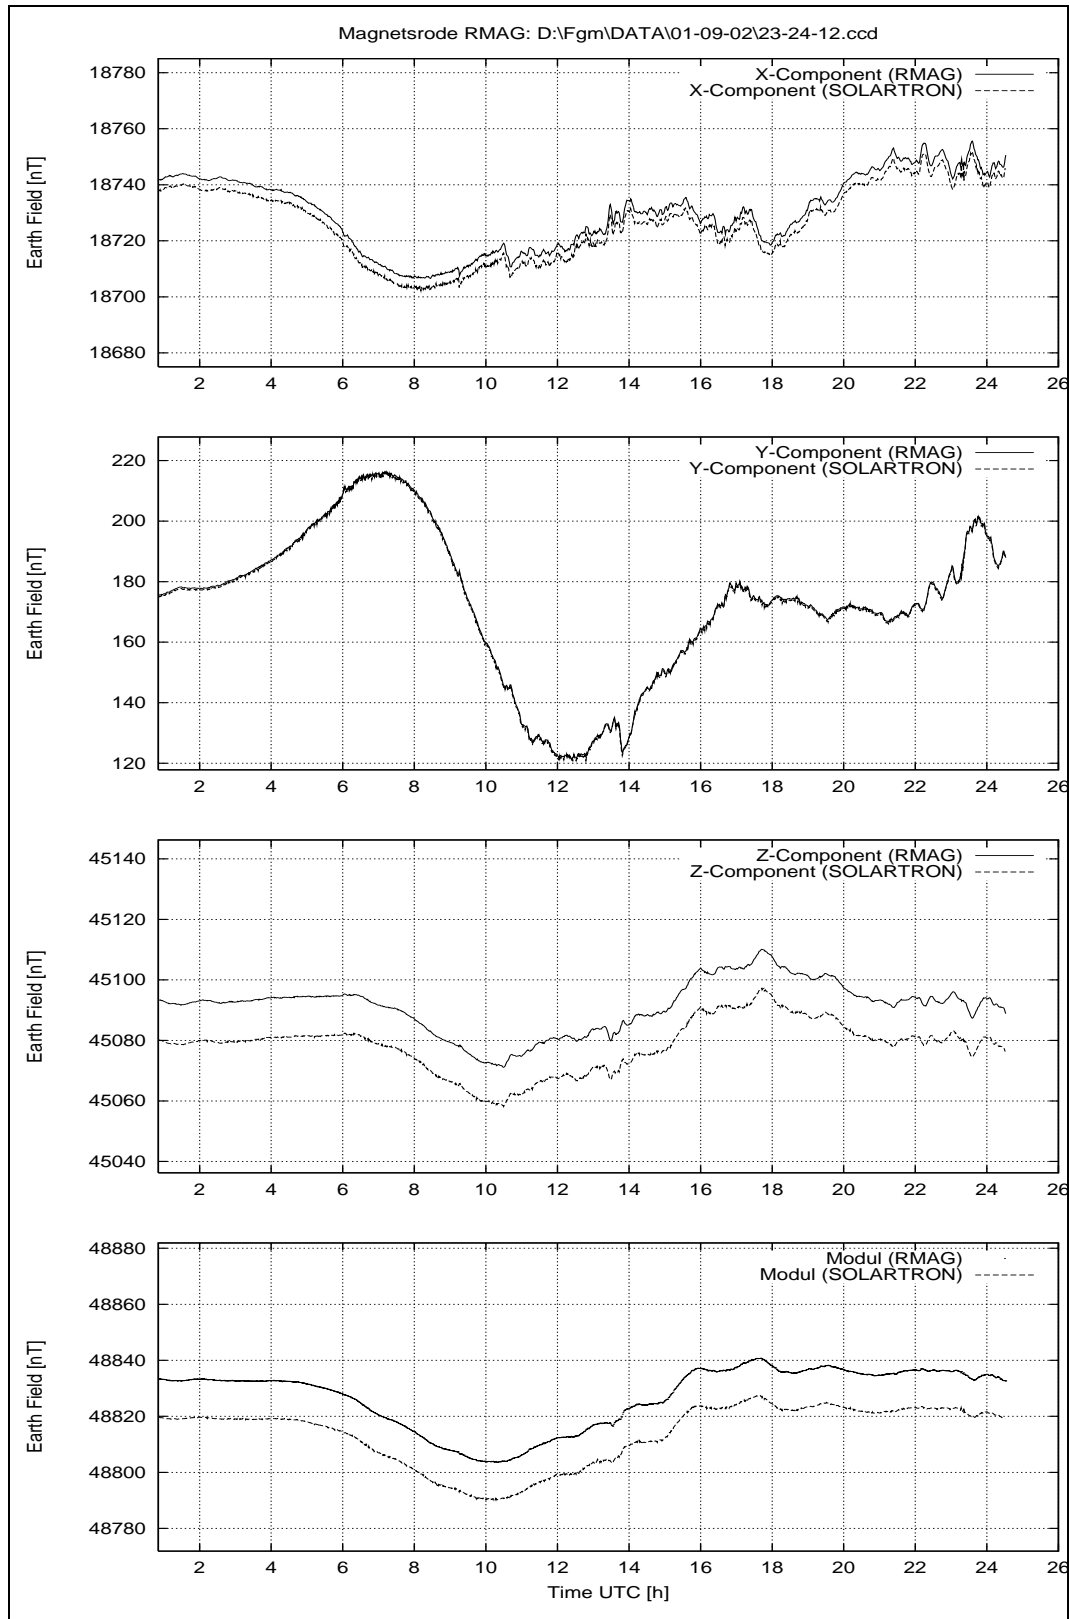 Magnetsrode RMAG: D:\Fgm\DATA\01-09-02\23-24-12.ccd
X-Component (RMAG)
X-Component (SOLARTRON)
Earth Field [nT]
18780
18760
18740
18720
18700
18680
2 4 6 8 10 12 14 16 18 20 22 24 26
Y-Component (RMAG)
Y-Component (SOLARTRON)
Earth Field [nT]
220
200
180
160
140
120
2 4 6 8 10 12 14 16 18 20 22 24 26
Z-Component (RMAG)
Z-Component (SOLARTRON)
Earth Field [nT]
45140
45120
45100
45080
45060
45040
2 4 6 8 10 12 14 16 18 20 22 24 26
Modul (RMAG)
Modul (SOLARTRON)
Earth Field [nT]
48880
48860
48840
48820
48800
48780
2 4 6 8 10 12 14 16 18 20 22 24 26
Time UTC [h]